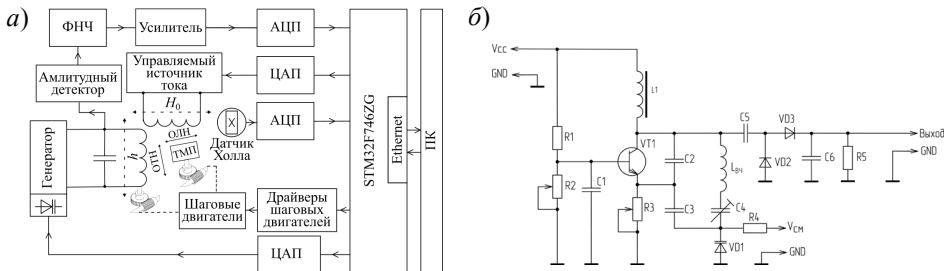 а)
ФНЧ
Усилитель
АЦП
Амлитудный
детектор
Управляемый
источник
тока
ЦАП
H₀
АЦП
Датчик
Холла
Генератор
h
ОТН
ОЛН
ТМП
Шаговые
двигатели
Драйверы
шаговых
двигателей
ЦАП
STM32F746ZG
Ethernet
ПК
б)
Vcc
GND
L1
R1
VT1
C2
C5
VD3
Выход
R2
C1
R3
C3
Lвч
VD2
C6
R5
GND
C4
R4
Vсм
VD1
GND